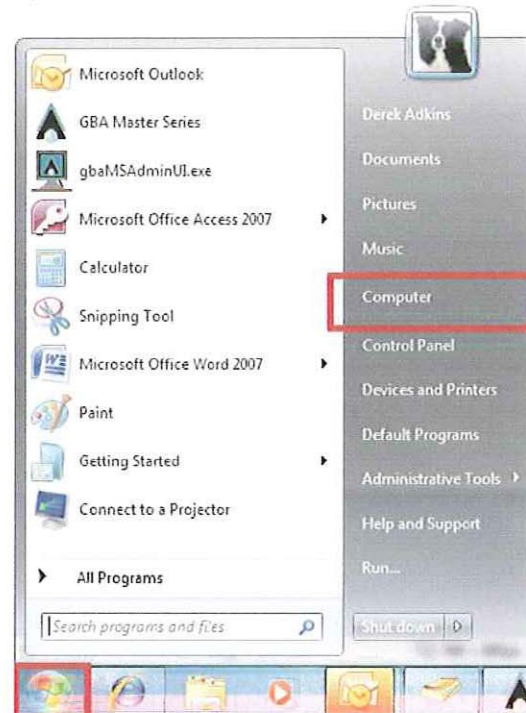 Microsoft Outlook
GBA Master Series
gbaMSAdminUI.exe
Microsoft Office Access 2007
Calculator
Snipping Tool
Microsoft Office Word 2007
Paint
Getting Started
Connect to a Projector
All Programs
Search programs and files
Derek Adkins
Documents
Pictures
Music
Computer
Control Panel
Devices and Printers
Default Programs
Administrative Tools
Help and Support
Run...
Shut down